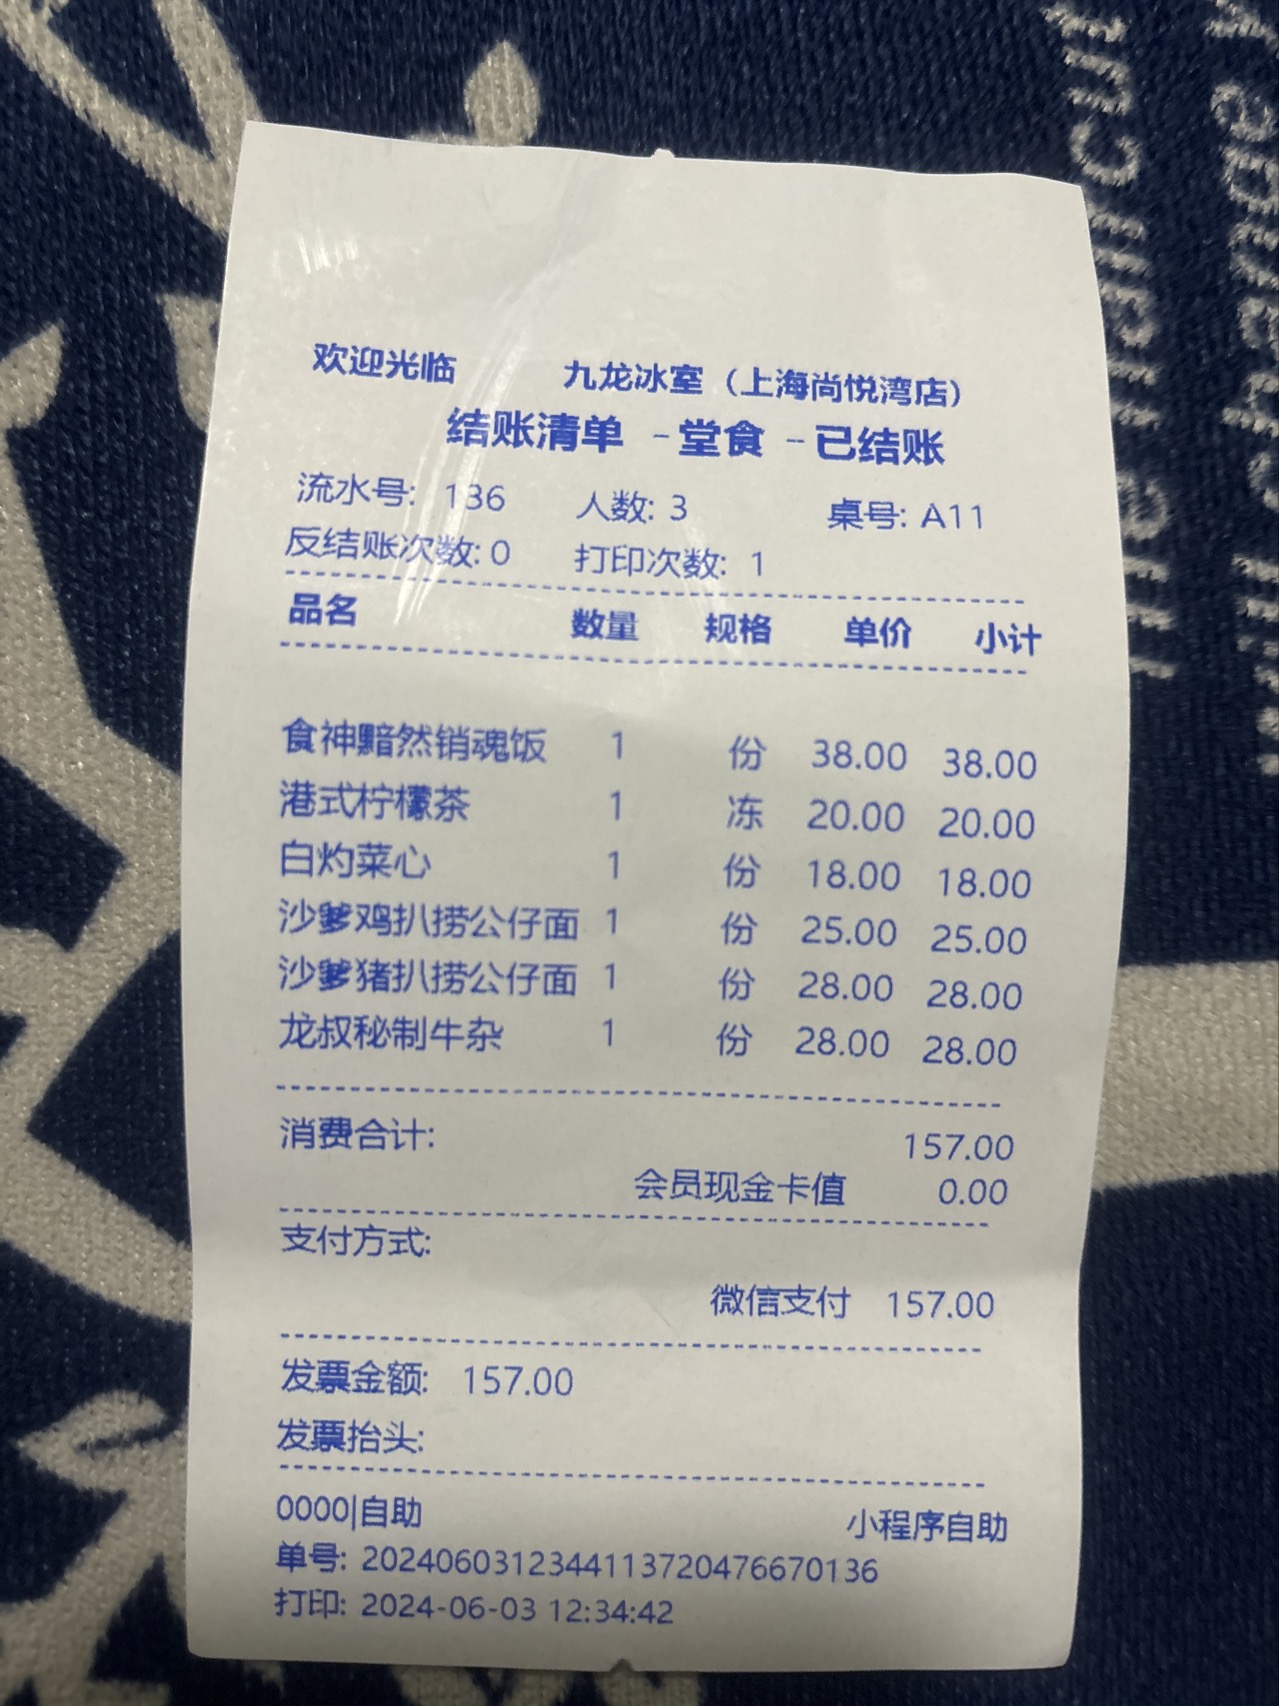 欢迎光临 九龙冰室（上海尚悦湾店）
结账清单 -堂食 -已结账
流水号: 136 人数: 3 桌号: A11
反结账次数: 0 打印次数: 1
品名 数量 规格 单价 小计
食神黯然销魂饭 1 份 38.00 38.00
港式柠檬茶 1 冻 20.00 20.00
白灼菜心 1 份 18.00 18.00
沙爹鸡扒捞公仔面 1 份 25.00 25.00
沙爹猪扒捞公仔面 1 份 28.00 28.00
龙叔秘制牛杂 1 份 28.00 28.00
消费合计: 157.00
会员现金卡值 0.00
支付方式:
微信支付 157.00
发票金额: 157.00
发票抬头:
0000|自助 小程序自助
单号: 20240603123441137204766​70136
打印: 2024-06-03 12:34:42